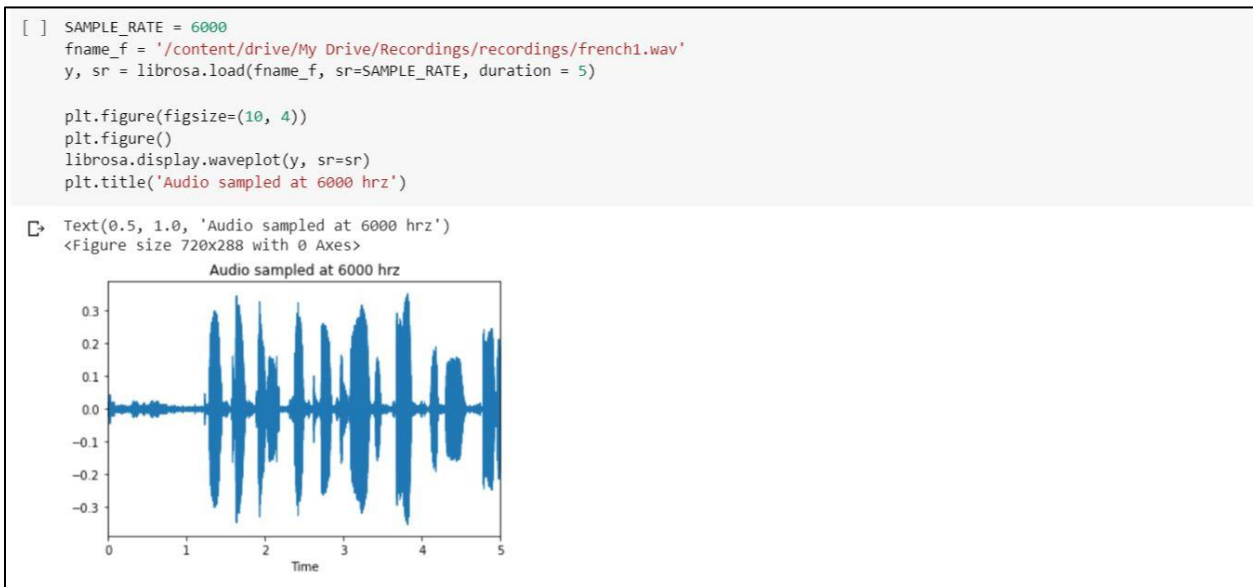 [ ] SAMPLE_RATE = 6000
fname_f = '/content/drive/My Drive/Recordings/recordings/french1.wav'
y, sr = librosa.load(fname_f, sr=SAMPLE_RATE, duration = 5)
plt.figure(figsize=(10, 4))
plt.figure()
librosa.display.waveplot(y, sr=sr)
plt.title('Audio sampled at 6000 hrz')
Text(0.5, 1.0, 'Audio sampled at 6000 hrz')
<Figure size 720x288 with 0 Axes>
Audio sampled at 6000 hrz
0.3
0.2
0.1
0.0
−0.1
−0.2
−0.3
0 1 2 3 4 5
Time